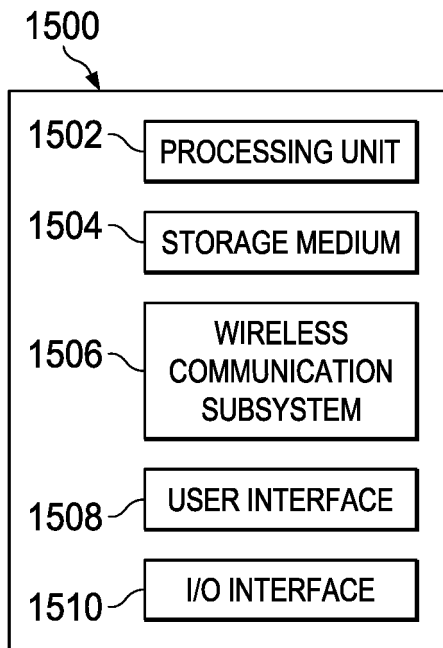 1500
1502
PROCESSING UNIT
1504
STORAGE MEDIUM
1506
WIRELESS
COMMUNICATION
SUBSYSTEM
1508
USER INTERFACE
1510
I/O INTERFACE